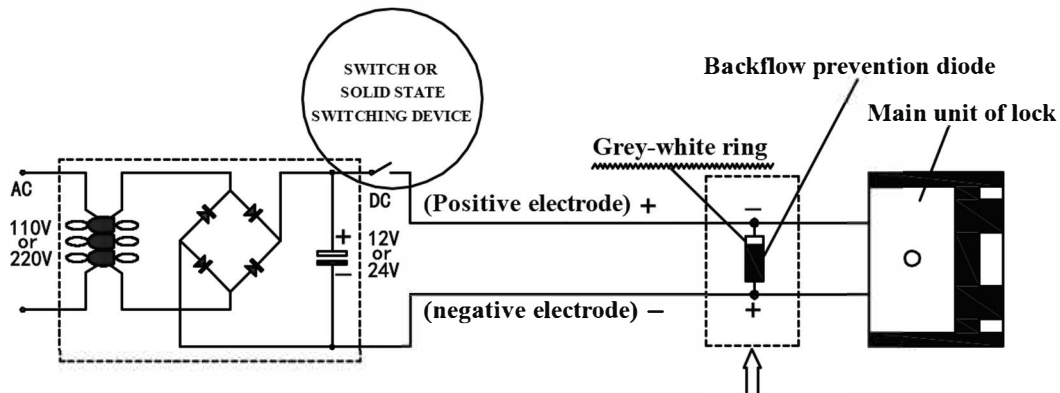 SWITCH OR
SOLID STATE
SWITCHING DEVICE
Backflow prevention diode
Main unit of lock
Grey-white ring
AC
110V
or
220V
DC
+
12V
or
24V
−
(Positive electrode) +
−
(negative electrode) −
+